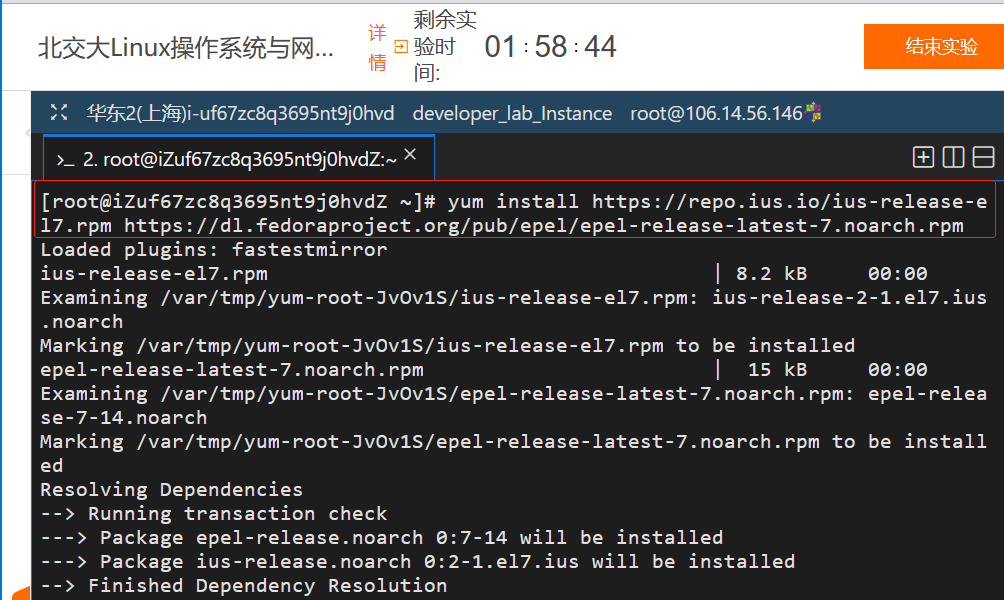 北交大Linux操作系统与网...
详情
剩余实验时间:
01 : 58 : 44
结束实验
华东2(上海)i-uf67zc8q3695nt9j0hvd developer_lab_Instance root@106.14.56.146
>_ 2. root@iZuf67zc8q3695nt9j0hvdZ:~ ×
[root@iZuf67zc8q3695nt9j0hvdZ ~]# yum install https://repo.ius.io/ius-release-e
l7.rpm https://dl.fedoraproject.org/pub/epel/epel-release-latest-7.noarch.rpm
Loaded plugins: fastestmirror
ius-release-el7.rpm | 8.2 kB 00:00
Examining /var/tmp/yum-root-JvOv1S/ius-release-el7.rpm: ius-release-2-1.el7.ius
.noarch
Marking /var/tmp/yum-root-JvOv1S/ius-release-el7.rpm to be installed
epel-release-latest-7.noarch.rpm | 15 kB 00:00
Examining /var/tmp/yum-root-JvOv1S/epel-release-latest-7.noarch.rpm: epel-relea
se-7-14.noarch
Marking /var/tmp/yum-root-JvOv1S/epel-release-latest-7.noarch.rpm to be install
ed
Resolving Dependencies
--> Running transaction check
---> Package epel-release.noarch 0:7-14 will be installed
---> Package ius-release.noarch 0:2-1.el7.ius will be installed
--> Finished Dependency Resolution